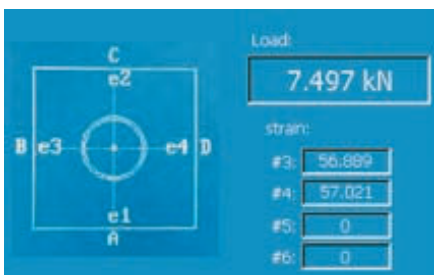 C
e2
B e3 e4 D
e1
A
Load:
7.497 kN
strain:
#3: 56.889
#4: 57.021
#5: 0
#6: 0